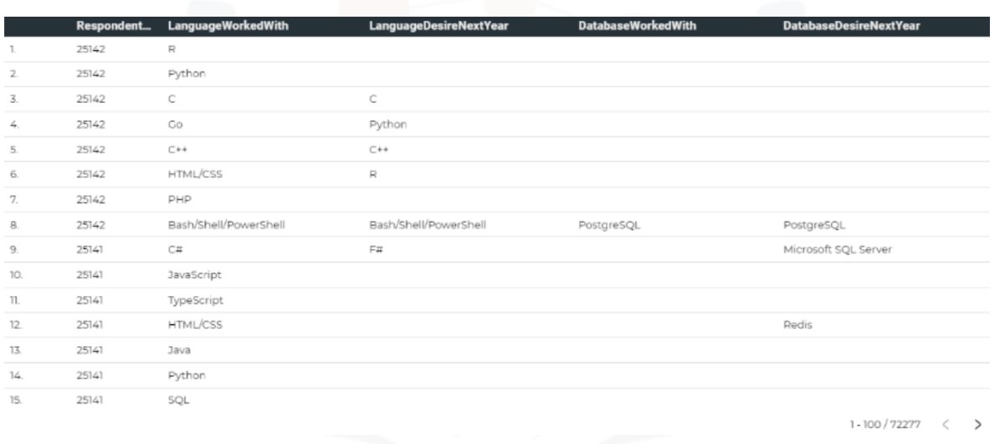 Respondent... LanguageWorkedWith LanguageDesireNextYear DatabaseWorkedWith DatabaseDesireNextYear
1. 25142 R
2. 25142 Python
3. 25142 C C
4. 25142 Go Python
5. 25142 C++ C++
6. 25142 HTML/CSS R
7. 25142 PHP
8. 25142 Bash/Shell/PowerShell Bash/Shell/PowerShell PostgreSQL PostgreSQL
9. 25141 C# F# Microsoft SQL Server
10. 25141 JavaScript
11. 25141 TypeScript
12. 25141 HTML/CSS Redis
13. 25141 Java
14. 25141 Python
15. 25141 SQL
1 - 100 / 72277 < >